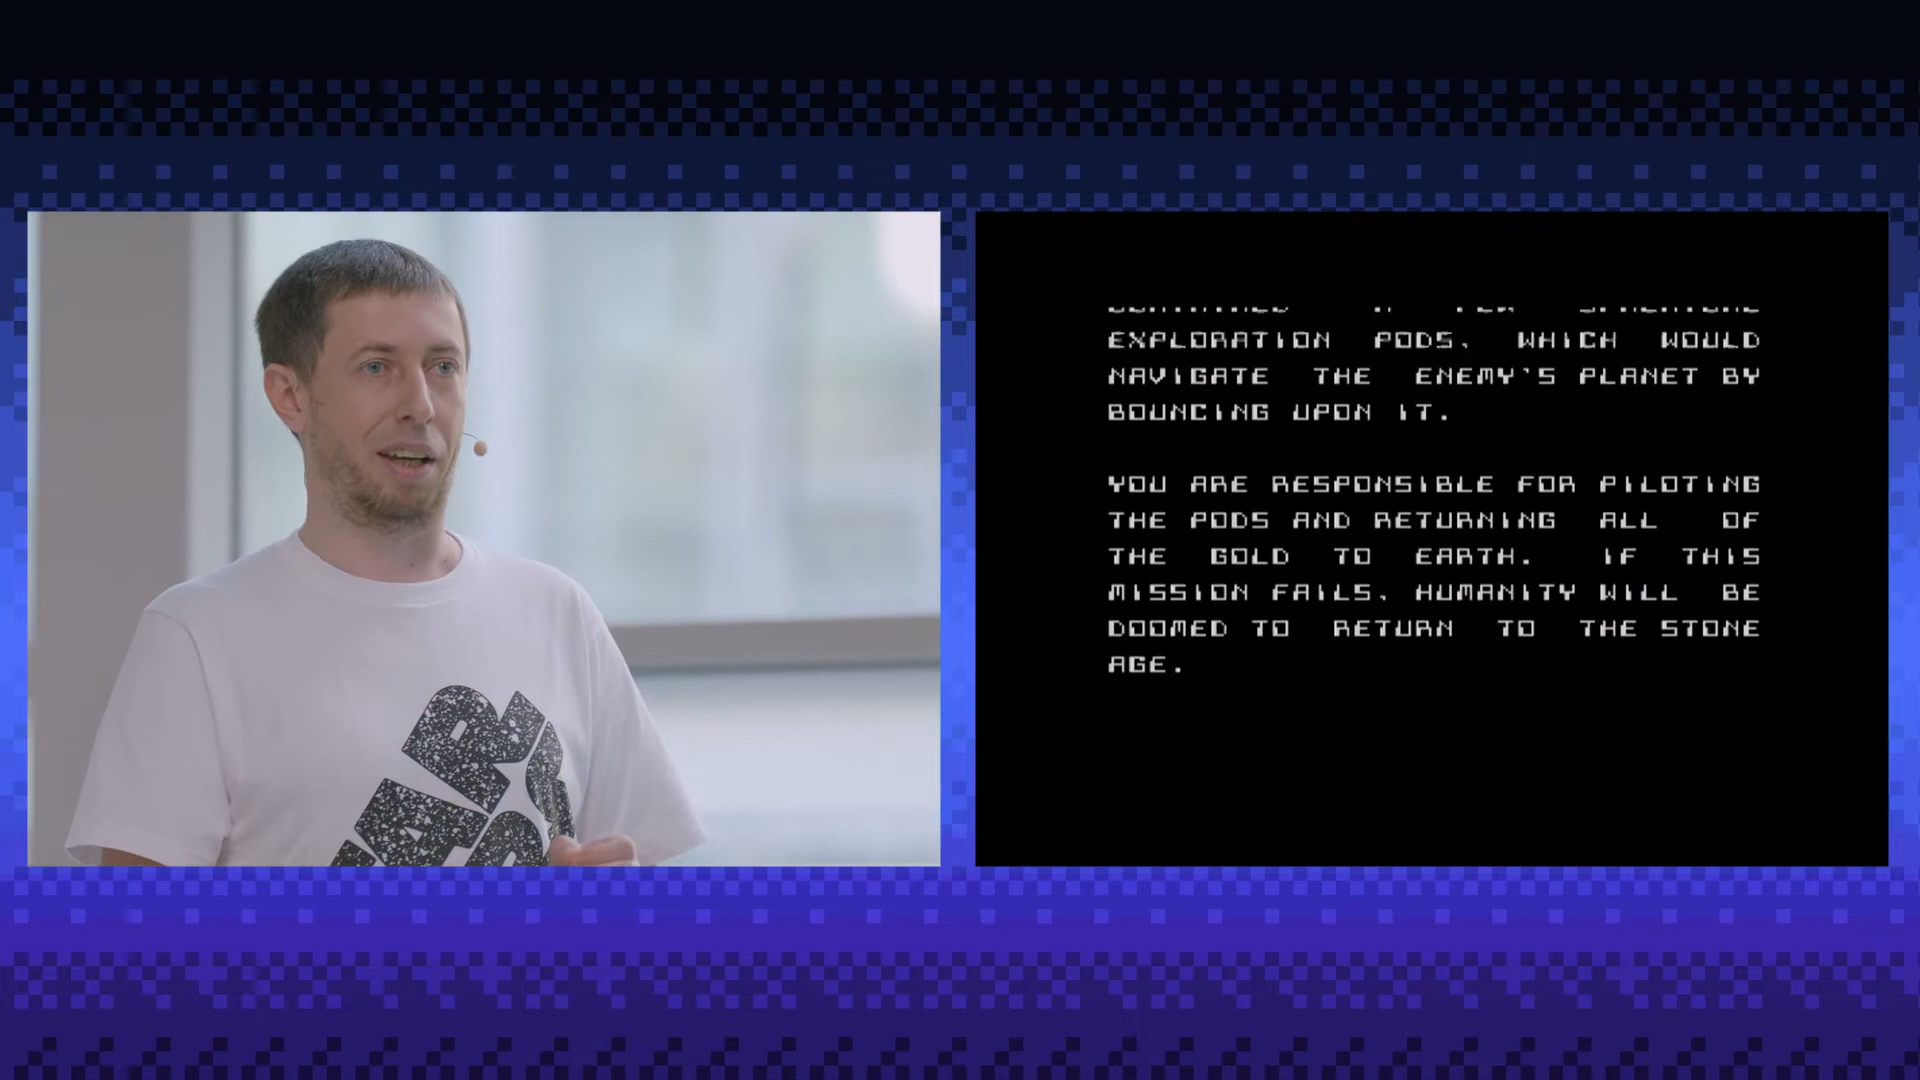 EXPLORATION PODS, WHICH WOULD
NAVIGATE THE ENEMY'S PLANET BY
BOUNCING UPON IT.
YOU ARE RESPONSIBLE FOR PILOTING
THE PODS AND RETURNING ALL OF
THE GOLD TO EARTH. IF THIS
MISSION FAILS, HUMANITY WILL BE
DOOMED TO RETURN TO THE STONE
AGE.